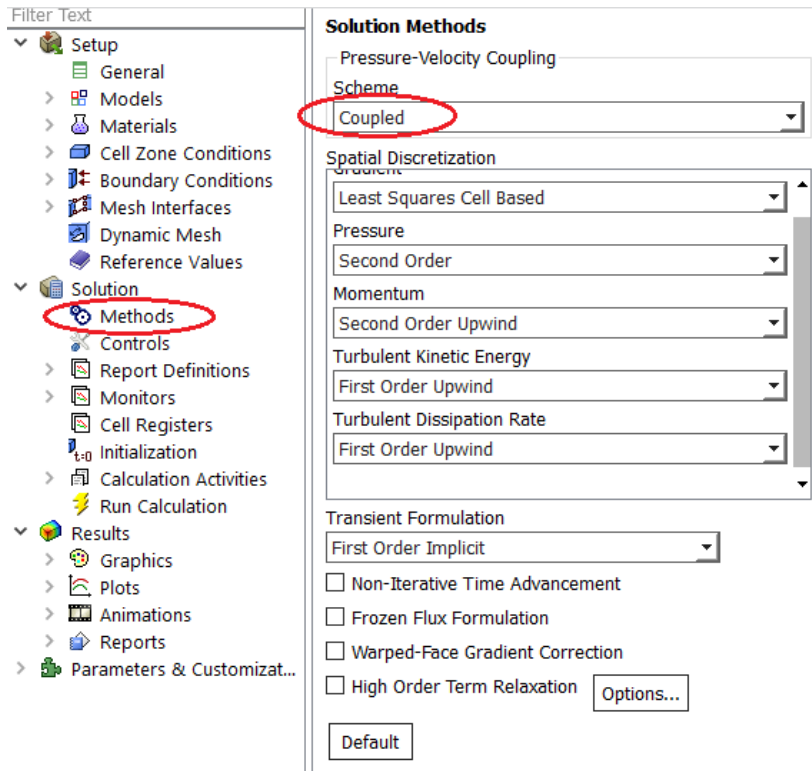 Filter Text
Setup
General
Models
Materials
Cell Zone Conditions
Boundary Conditions
Mesh Interfaces
Dynamic Mesh
Reference Values
Solution
Methods
Controls
Report Definitions
Monitors
Cell Registers
t=0 Initialization
Calculation Activities
Run Calculation
Results
Graphics
Plots
Animations
Reports
Parameters & Customizat...
Solution Methods
Pressure-Velocity Coupling
Scheme
Coupled
Spatial Discretization
Gradient
Least Squares Cell Based
Pressure
Second Order
Momentum
Second Order Upwind
Turbulent Kinetic Energy
First Order Upwind
Turbulent Dissipation Rate
First Order Upwind
Transient Formulation
First Order Implicit
Non-Iterative Time Advancement
Frozen Flux Formulation
Warped-Face Gradient Correction
High Order Term Relaxation Options...
Default